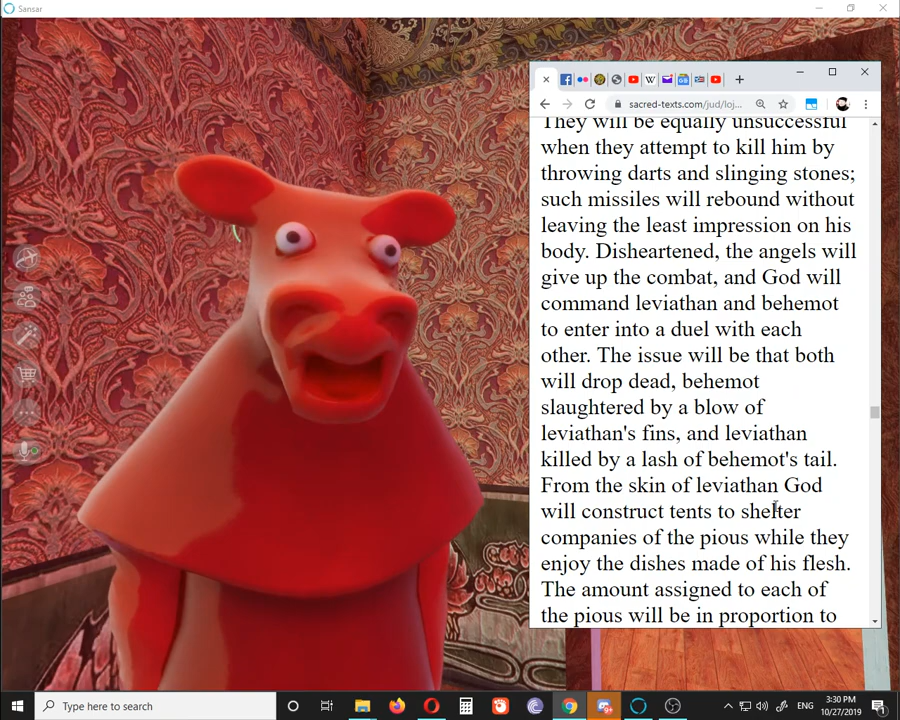 Sansar
sacred-texts.com/jud/loj...
They will be equally unsuccessful
when they attempt to kill him by
throwing darts and slinging stones;
such missiles will rebound without
leaving the least impression on his
body. Disheartened, the angels will
give up the combat, and God will
command leviathan and behemot
to enter into a duel with each
other. The issue will be that both
will drop dead, behemot
slaughtered by a blow of
leviathan's fins, and leviathan
killed by a lash of behemot's tail.
From the skin of leviathan God
will construct tents to shelter
companies of the pious while they
enjoy the dishes made of his flesh.
The amount assigned to each of
the pious will be in proportion to
Type here to search
ENG
3:30 PM
10/27/2019